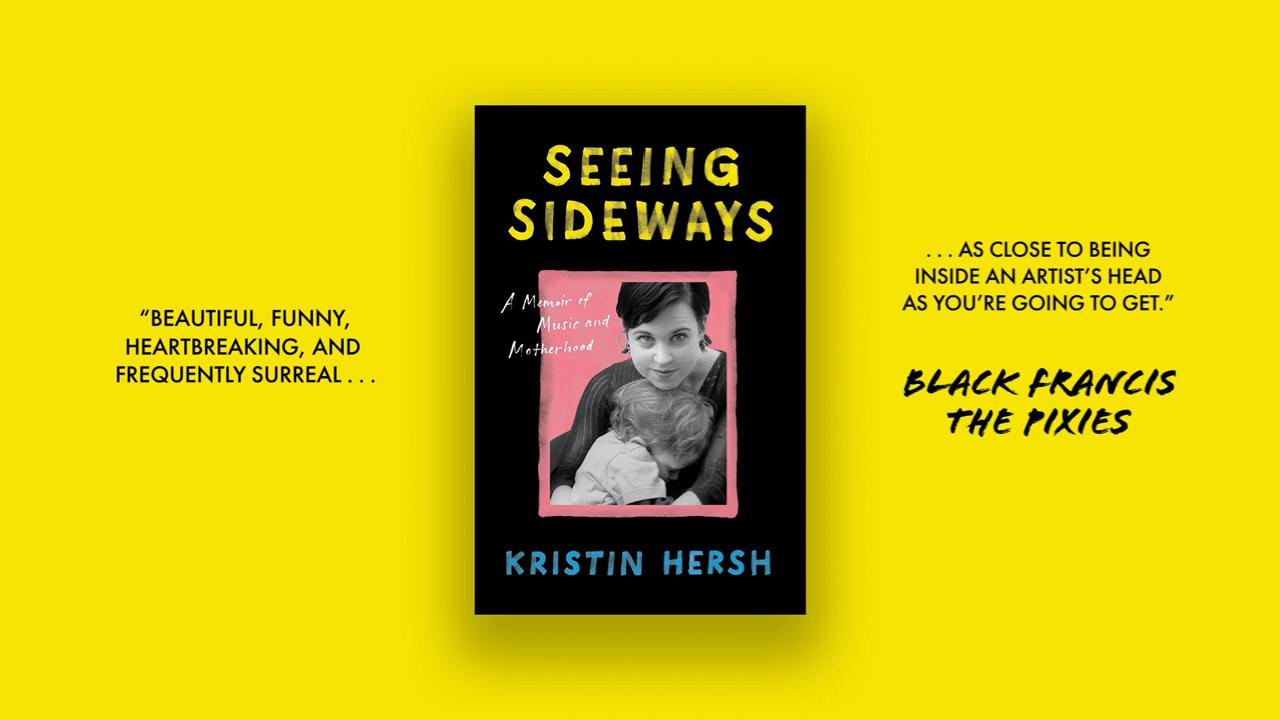 “BEAUTIFUL, FUNNY,
HEARTBREAKING, AND
FREQUENTLY SURREAL . . .
SEEING
SIDEWAYS
A Memoir of
Music and
Motherhood
KRISTIN HERSH
. . . AS CLOSE TO BEING
INSIDE AN ARTIST’S HEAD
AS YOU’RE GOING TO GET.”
BLACK FRANCIS
THE PIXIES